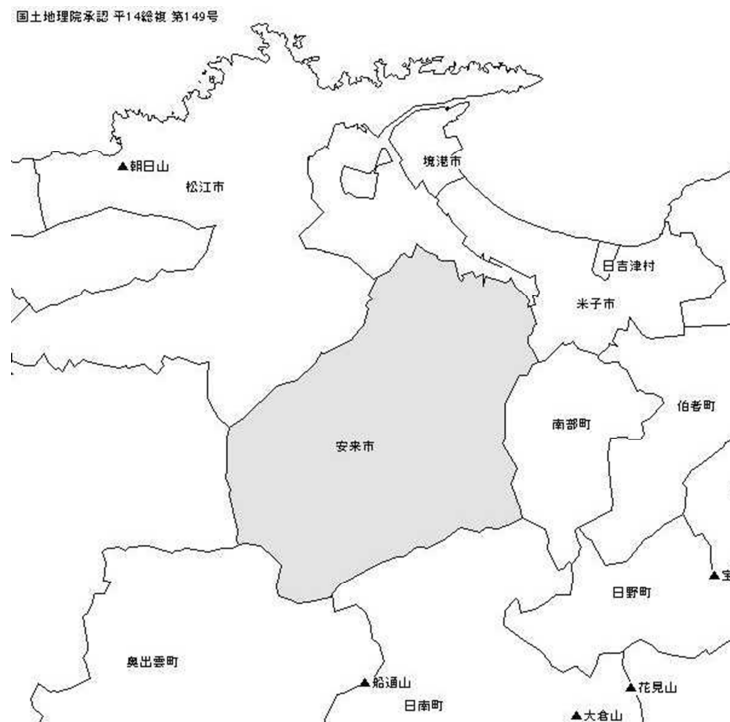 国土地理院承認 平14総複 第149号
朝日山
境港市
松江市
日吉津村
米子市
伯耆町
南部町
安来市
日野町
奥出雲町
船通山
花見山
日南町
大倉山